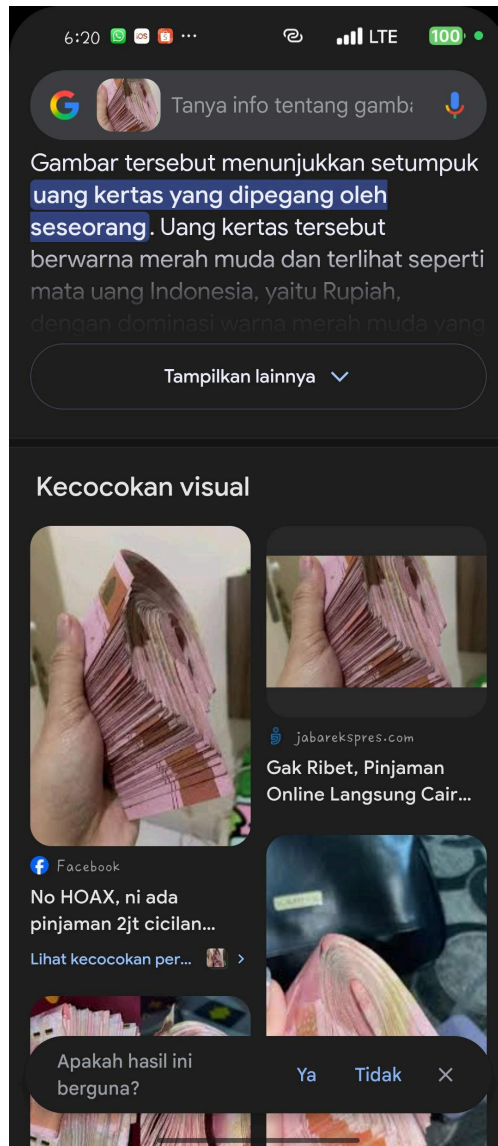 6:20
LTE
100
Tanya info tentang gamba
Gambar tersebut menunjukkan setumpuk
uang kertas yang dipegang oleh
seseorang. Uang kertas tersebut
berwarna merah muda dan terlihat seperti
mata uang Indonesia, yaitu Rupiah,
dengan dominasi warna merah muda yang
Tampilkan lainnya
Kecocokan visual
jabarekspres.com
Gak Ribet, Pinjaman
Online Langsung Cair...
Facebook
No HOAX, ni ada
pinjaman 2jt cicilan...
Lihat kecocokan per...
Apakah hasil ini
berguna?
Ya
Tidak